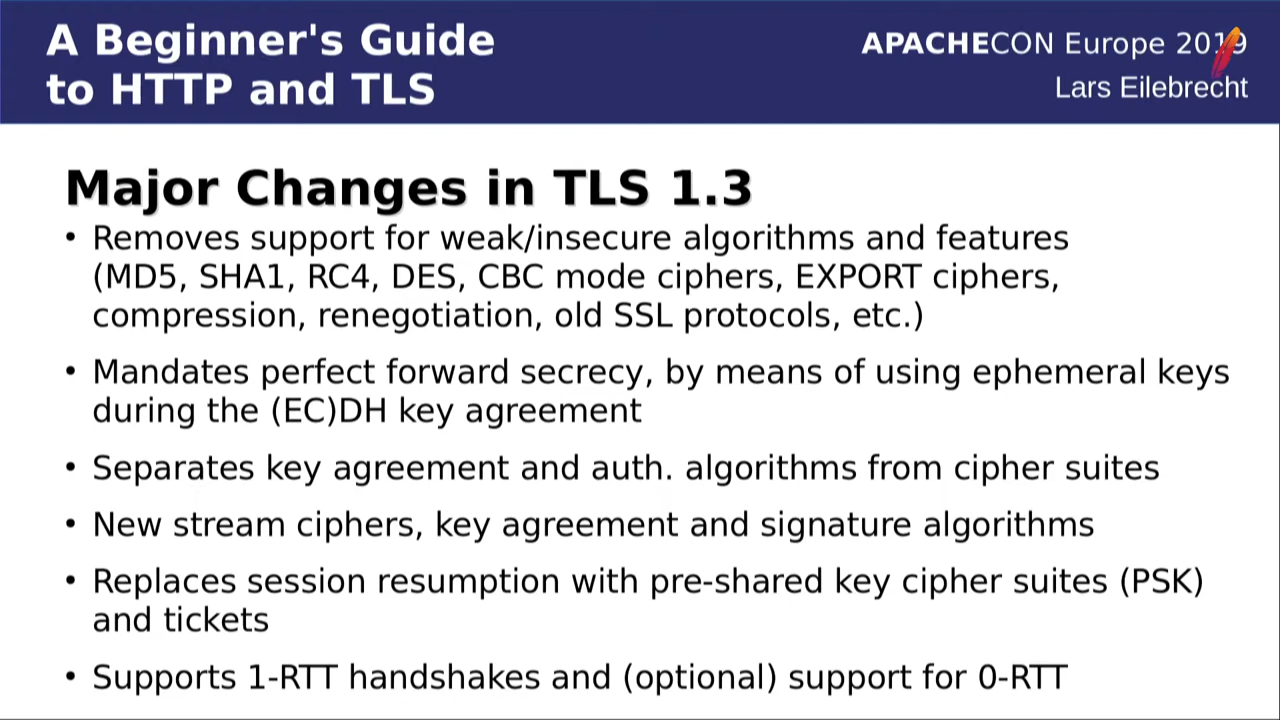 A Beginner's Guide
to HTTP and TLS
APACHECON Europe 2019
Lars Eilebrecht
Major Changes in TLS 1.3
• Removes support for weak/insecure algorithms and features
(MD5, SHA1, RC4, DES, CBC mode ciphers, EXPORT ciphers,
compression, renegotiation, old SSL protocols, etc.)
• Mandates perfect forward secrecy, by means of using ephemeral keys
during the (EC)DH key agreement
• Separates key agreement and auth. algorithms from cipher suites
• New stream ciphers, key agreement and signature algorithms
• Replaces session resumption with pre-shared key cipher suites (PSK)
and tickets
• Supports 1-RTT handshakes and (optional) support for 0-RTT